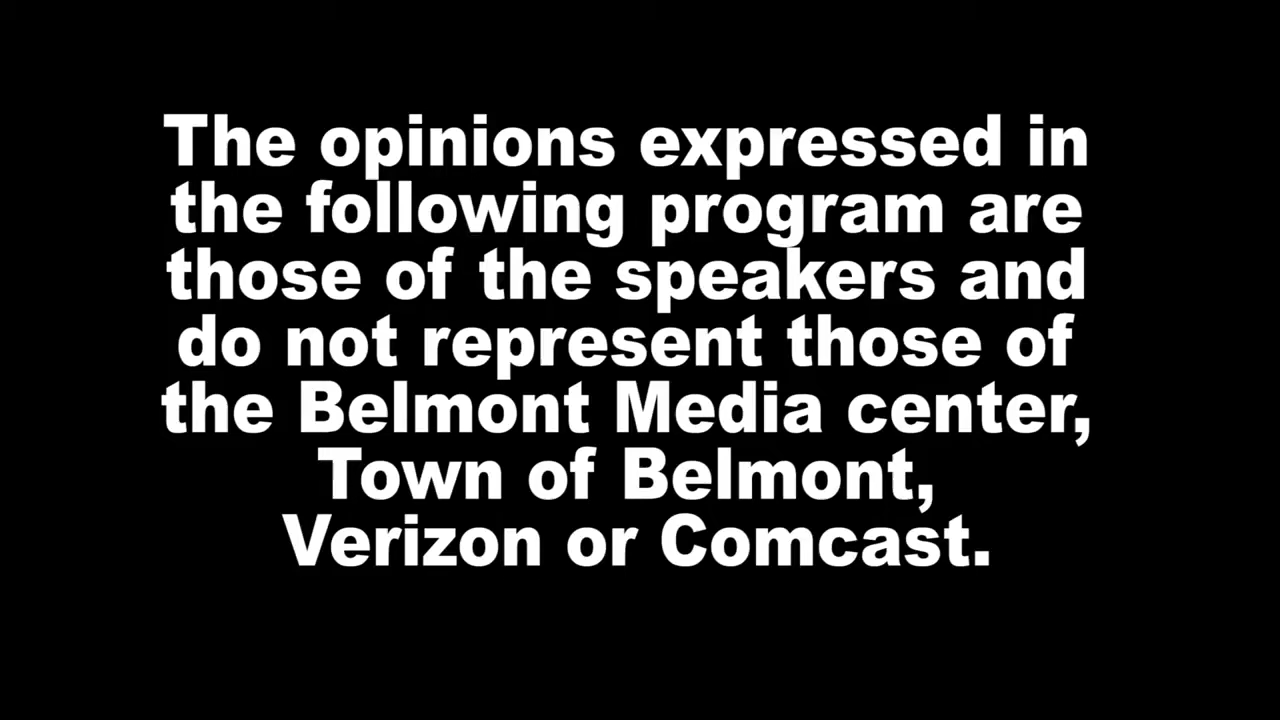 The opinions expressed in
the following program are
those of the speakers and
do not represent those of
the Belmont Media center,
Town of Belmont,
Verizon or Comcast.